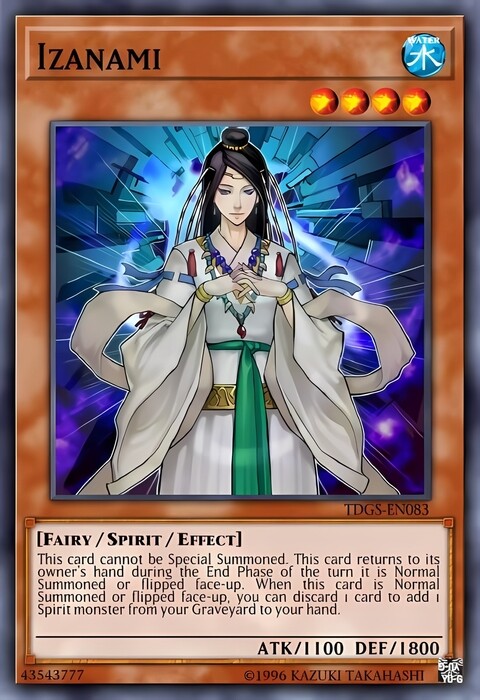 IZANAMI
WATER
水
TDGS-EN083
[FAIRY / SPIRIT / EFFECT]
This card cannot be Special Summoned. This card returns to its
owner's hand during the End Phase of the turn it is Normal
Summoned or flipped face-up. When this card is Normal
Summoned or flipped face-up, you can discard 1 card to add 1
Spirit monster from your Graveyard to your hand.
ATK/1100 DEF/1800
43543777
©1996 KAZUKI TAKAHASHI